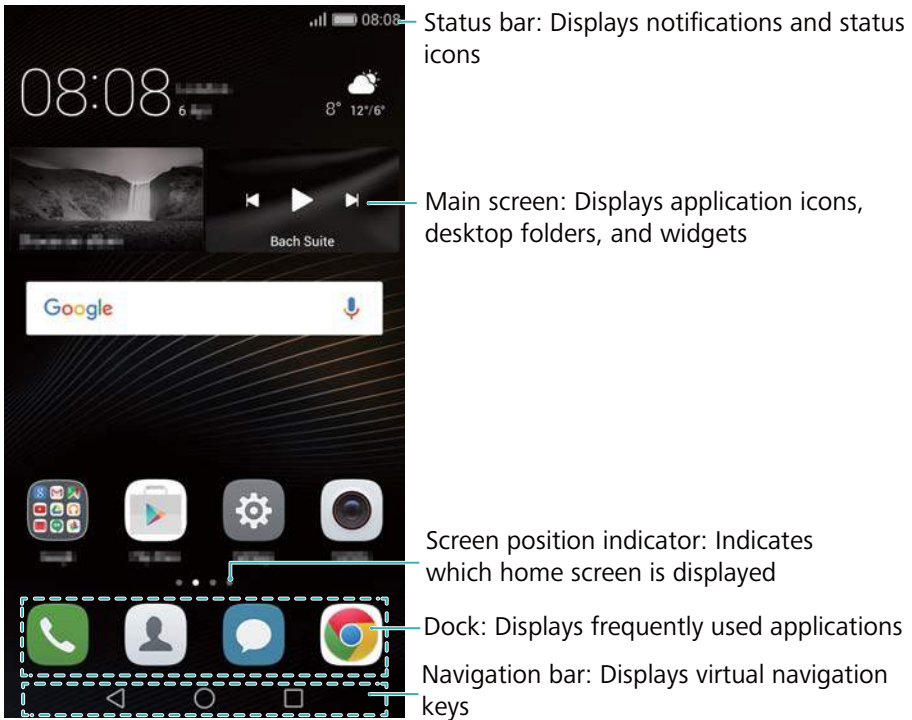 08:08
Status bar: Displays notifications and status
icons
08:08
6
8° 12°/6°
Main screen: Displays application icons,
desktop folders, and widgets
Bach Suite
Google
Screen position indicator: Indicates
which home screen is displayed
Dock: Displays frequently used applications
Navigation bar: Displays virtual navigation
keys